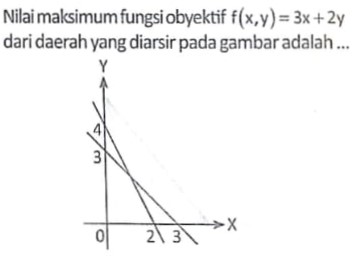 Nilai maksimum fungsi obyektif f(x,y) = 3x + 2y
dari daerah yang diarsir pada gambar adalah ...
Y
4
3
0 2 3 X